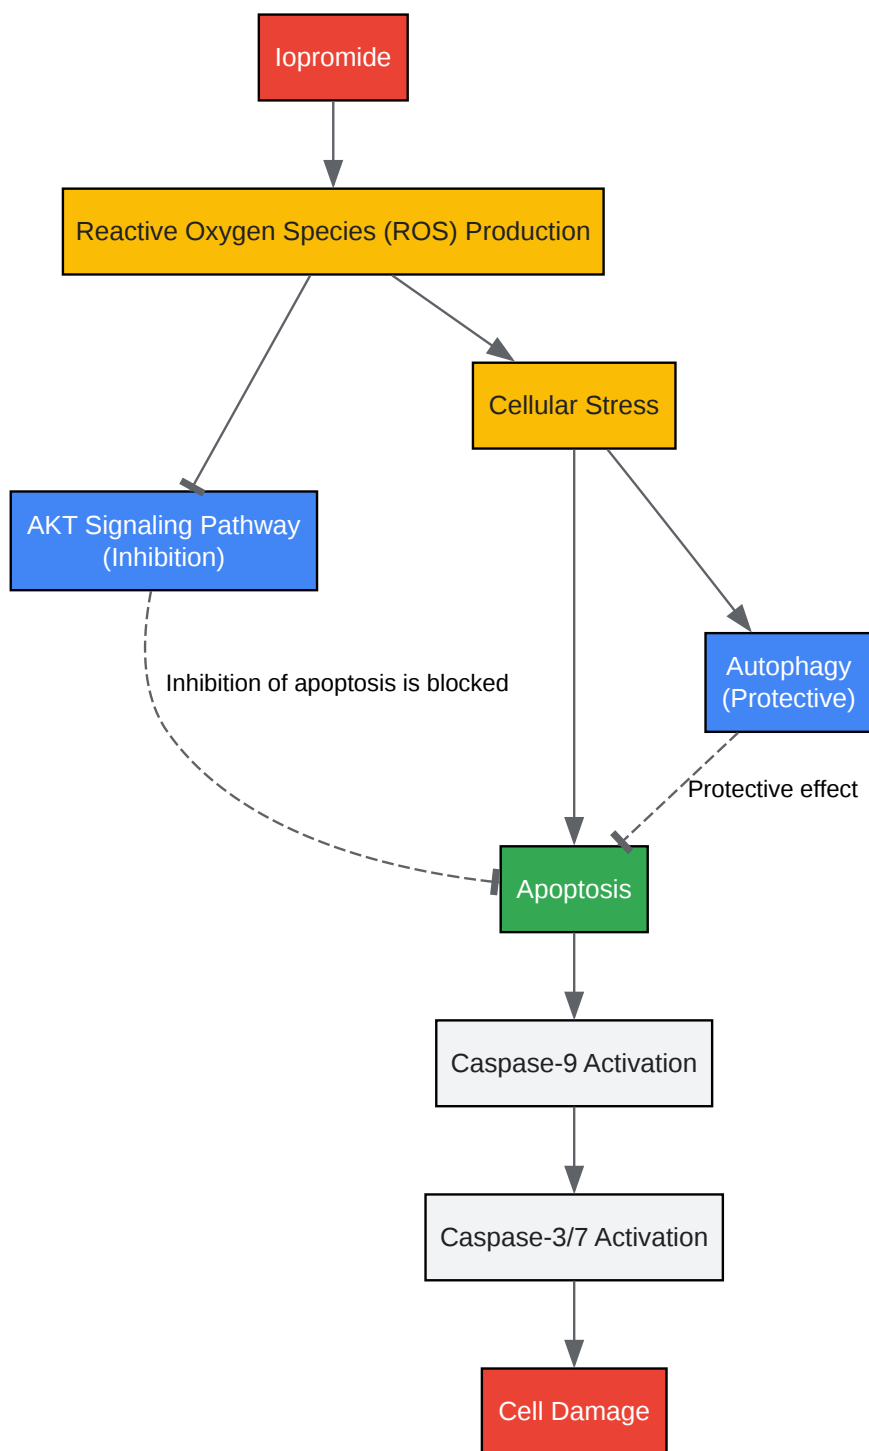 Iopromide
Reactive Oxygen Species (ROS) Production
Cellular Stress
AKT Signaling Pathway
(Inhibition)
Autophagy
(Protective)
Inhibition of apoptosis is blocked
Protective effect
Apoptosis
Caspase-9 Activation
Caspase-3/7 Activation
Cell Damage